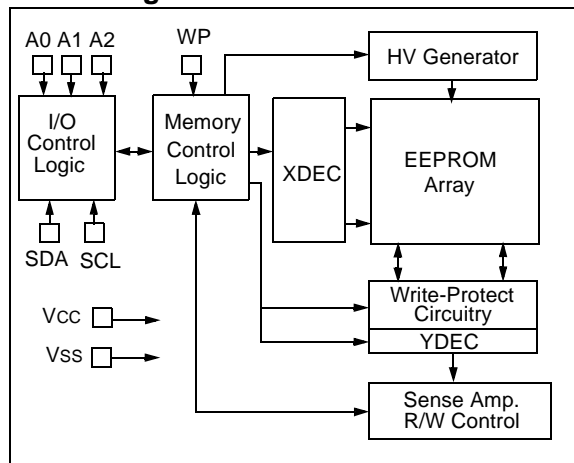 A0 A1 A2
WP
HV Generator
I/O
Control
Logic
Memory
Control
Logic
XDEC
EEPROM
Array
SDA
SCL
Write-Protect
Circuitry
YDEC
VCC
VSS
Sense Amp.
R/W Control